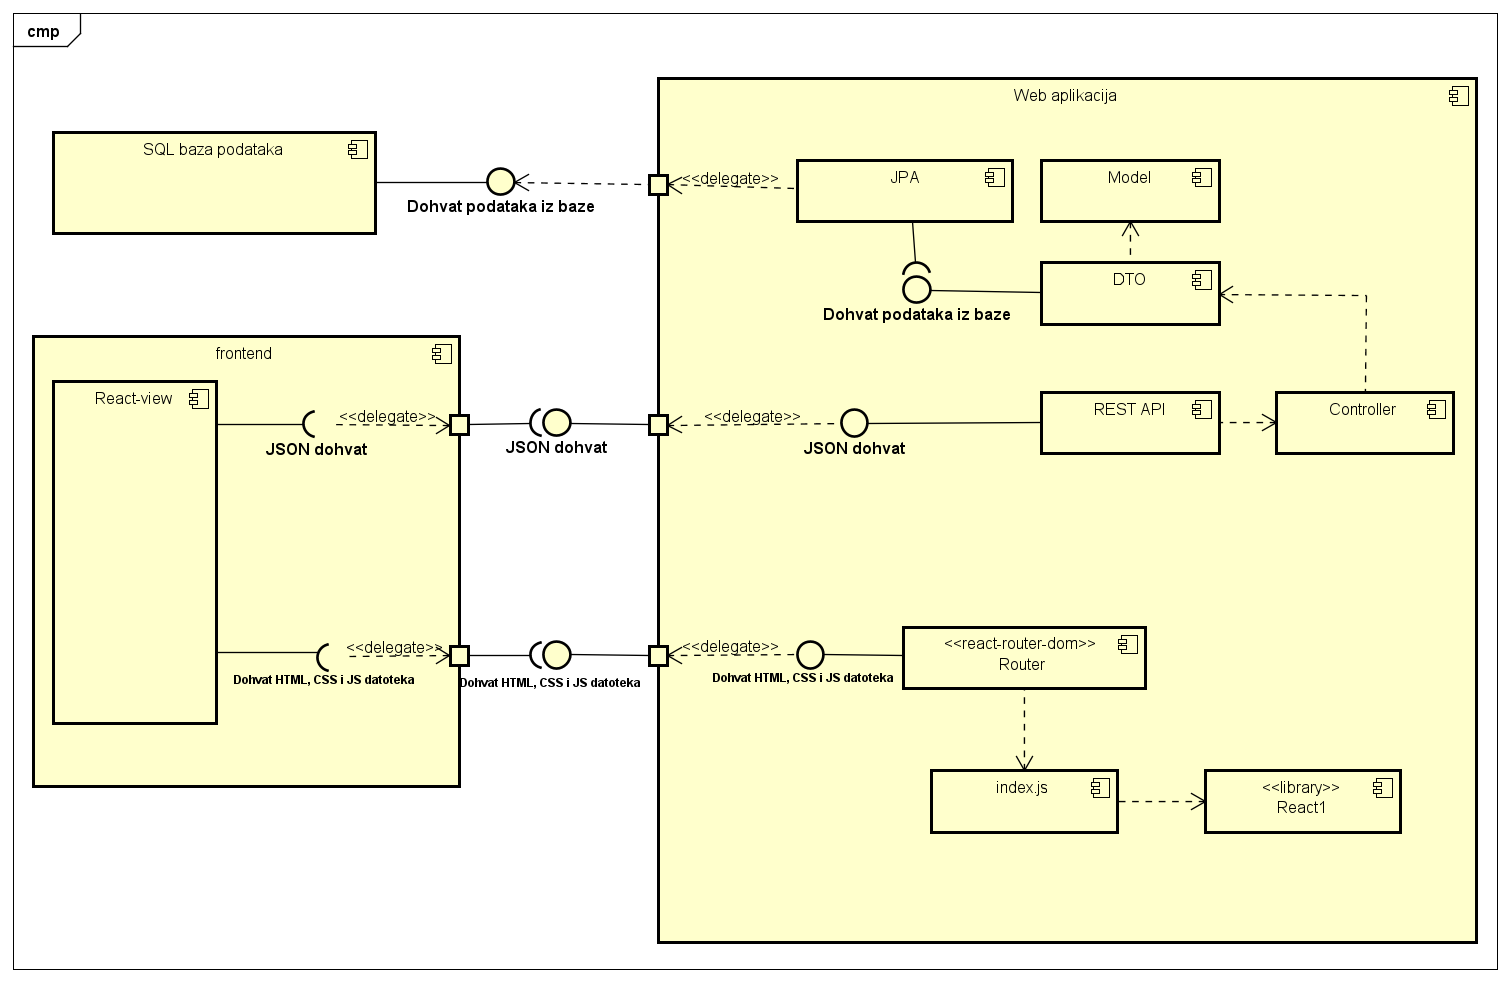 cmp
Web aplikacija
SQL baza podataka
Dohvat podataka iz baze
<<delegate>>
JPA
Model
DTO
Dohvat podataka iz baze
frontend
React-view
<<delegate>>
JSON dohvat
JSON dohvat
<<delegate>>
JSON dohvat
REST API
Controller
<<delegate>>
Dohvat HTML, CSS i JS datoteka
Dohvat HTML, CSS i JS datoteka
<<delegate>>
Dohvat HTML, CSS i JS datoteka
<<react-router-dom>>
Router
index.js
<<library>>
React1